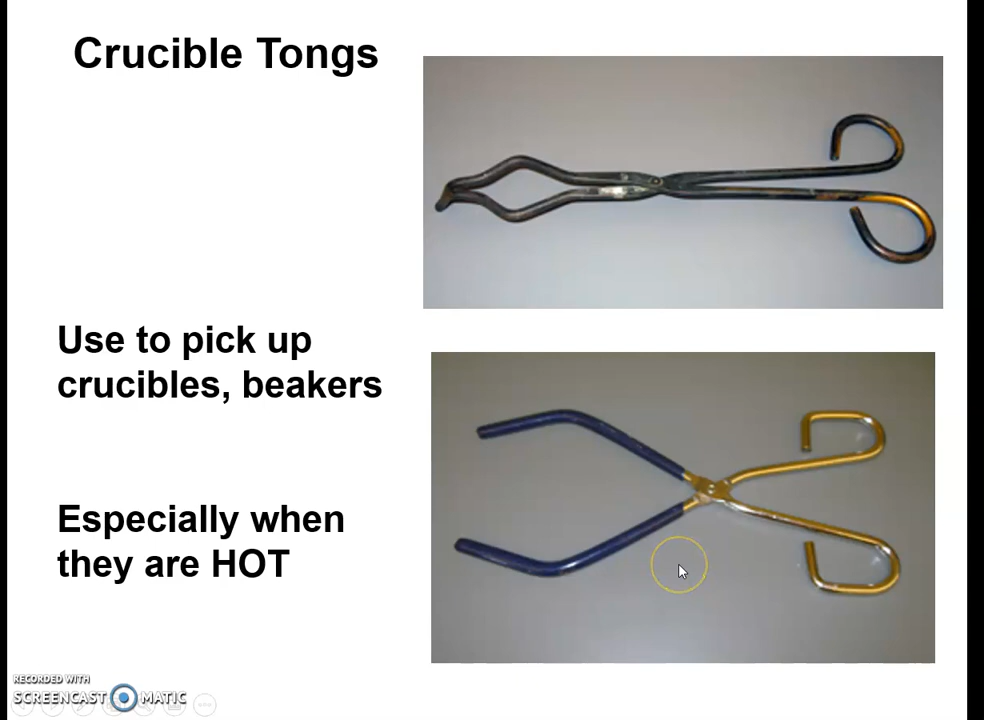 Crucible Tongs
Use to pick up
crucibles, beakers
Especially when
they are HOT
RECORDED WITH
SCREENCAST MATIC